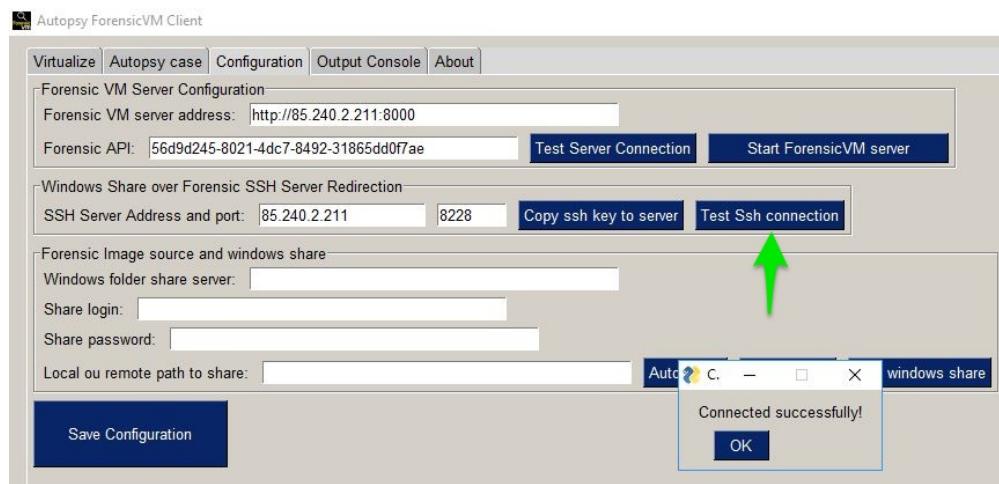 Autopsy ForensicVM Client
Virtualize Autopsy case Configuration Output Console About
Forensic VM Server Configuration
Forensic VM server address: http://85.240.2.211:8000
Forensic API: 56d9d245-8021-4dc7-8492-31865dd0f7ae Test Server Connection Start ForensicVM server
Windows Share over Forensic SSH Server Redirection
SSH Server Address and port: 85.240.2.211 8228 Copy ssh key to server Test Ssh connection
Forensic Image source and windows share
Windows folder share server:
Share login:
Share password:
Local ou remote path to share: windows share
C.
Connected successfully!
OK
Save Configuration